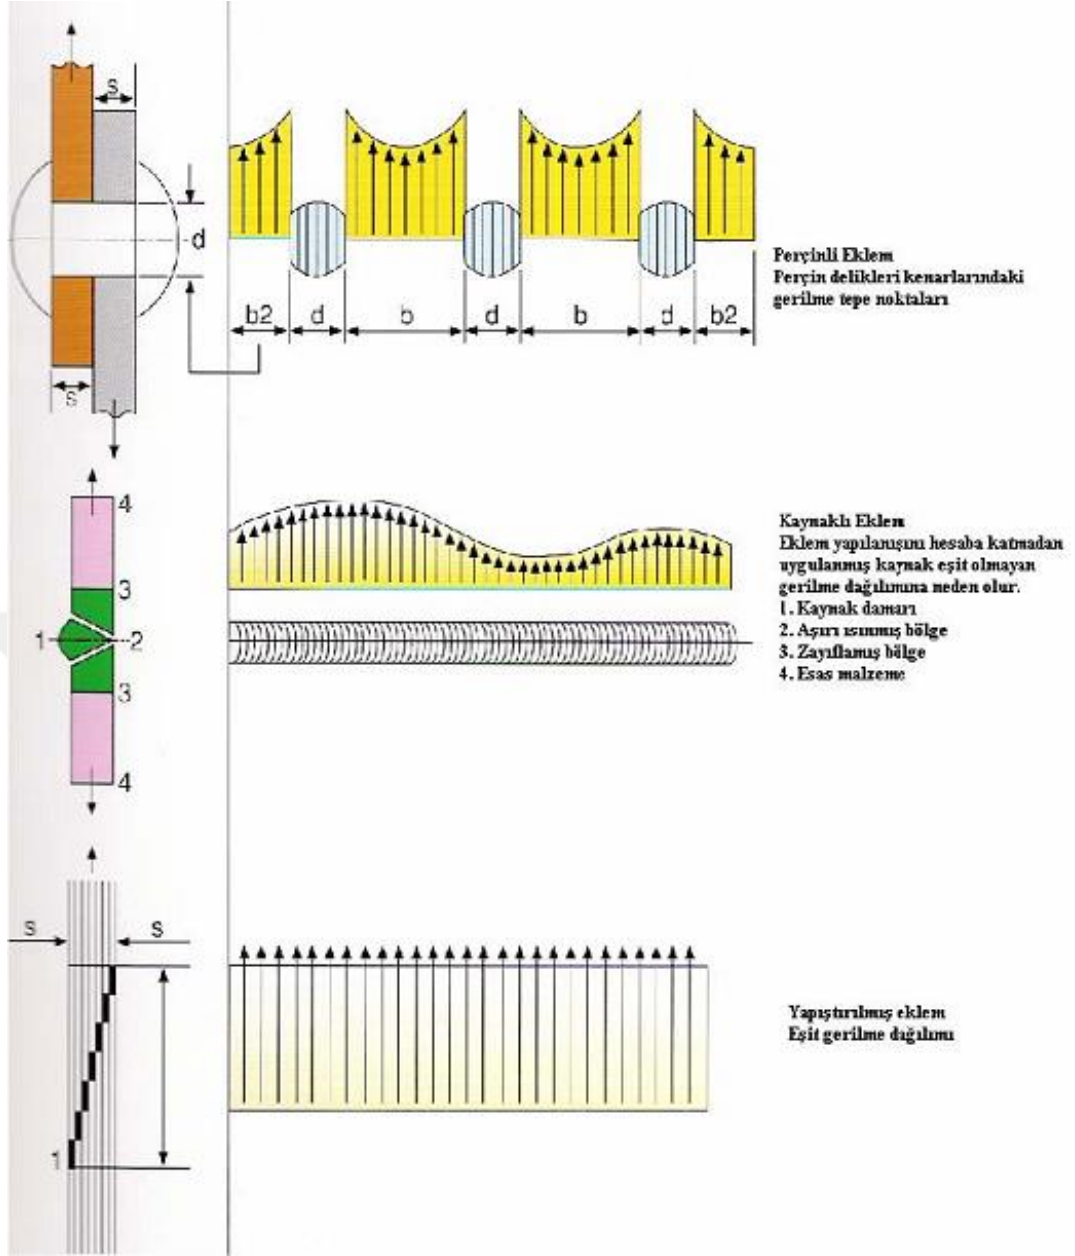 S
d
b2 d b d b d b2
S
Perçinli Eklem
Perçin delikleri kenarlarındaki
gerilme tepe noktaları
4
3
1 2
3
4
Kaynaklı Eklem
Eklem yapılanışını hesaba katmadan
uygulanmış kaynak eşit olmayan
gerilme dağılımına neden olur.
1. Kaynak damarı
2. Aşırı ısınmış bölge
3. Zayıflamış bölge
4. Esas malzeme
S S
1
Yapıştırılmış eklem
Eşit gerilme dağılımı